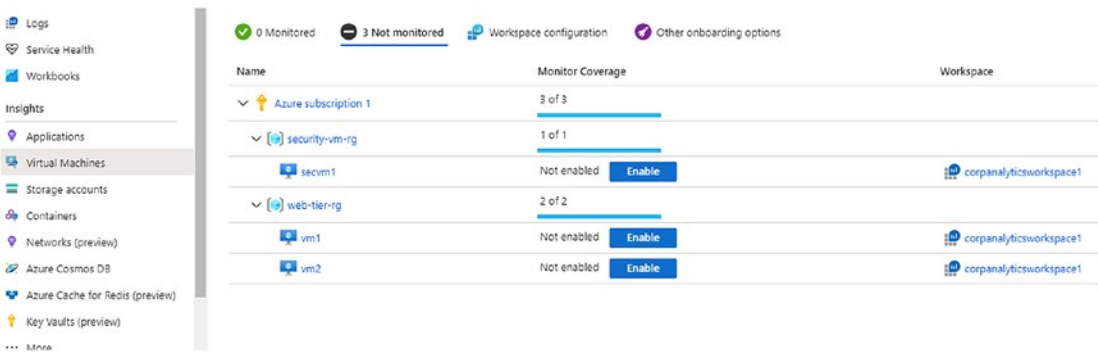 Logs
Service Health
Workbooks
Insights
Applications
Virtual Machines
Storage accounts
Containers
Networks (preview)
Azure Cosmos DB
Azure Cache for Redis (preview)
Key Vaults (preview)
... More
0 Monitored 3 Not monitored Workspace configuration Other onboarding options
Name Monitor Coverage Workspace
Azure subscription 1 3 of 3
security-vm-rg 1 of 1
secvm1 Not enabled Enable corpanalyticsworkspace1
web-tier-rg 2 of 2
vm1 Not enabled Enable corpanalyticsworkspace1
vm2 Not enabled Enable corpanalyticsworkspace1